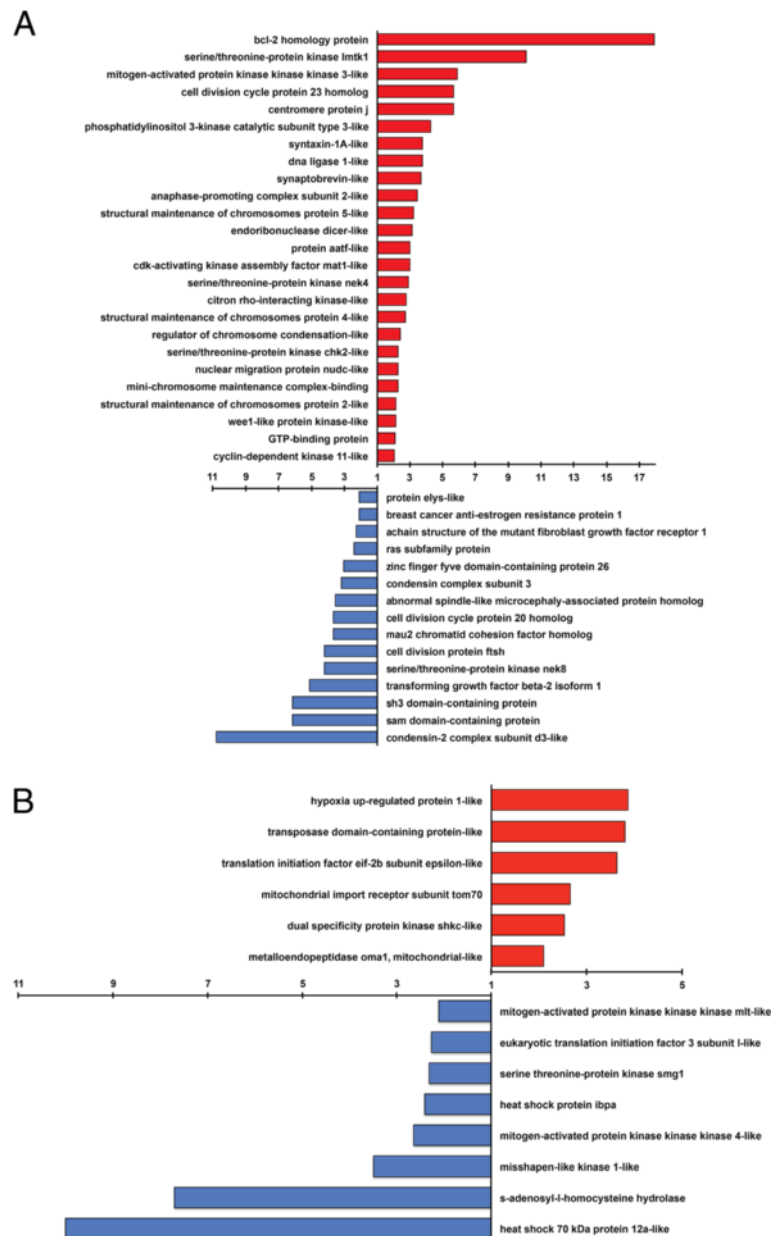 A
bcl-2 homology protein
serine/threonine-protein kinase lmtk1
mitogen-activated protein kinase kinase kinase 3-like
cell division cycle protein 23 homolog
centromere protein j
phosphatidylinositol 3-kinase catalytic subunit type 3-like
syntaxin-1A-like
dna ligase 1-like
synaptobrevin-like
anaphase-promoting complex subunit 2-like
structural maintenance of chromosomes protein 5-like
endoribonuclease dicer-like
protein aatf-like
cdk-activating kinase assembly factor mat1-like
serine/threonine-protein kinase nek4
citron rho-interacting kinase-like
structural maintenance of chromosomes protein 4-like
regulator of chromosome condensation-like
serine/threonine-protein kinase chk2-like
nuclear migration protein nudc-like
mini-chromosome maintenance complex-binding
structural maintenance of chromosomes protein 2-like
wee1-like protein kinase-like
GTP-binding protein
cyclin-dependent kinase 11-like
11 9 7 5 3 1 3 5 7 9 11 13 15 17
protein elys-like
breast cancer anti-estrogen resistance protein 1
achain structure of the mutant fibroblast growth factor receptor 1
ras subfamily protein
zinc finger fyve domain-containing protein 26
condensin complex subunit 3
abnormal spindle-like microcephaly-associated protein homolog
cell division cycle protein 20 homolog
mau2 chromatid cohesion factor homolog
cell division protein ftsh
serine/threonine-protein kinase nek8
transforming growth factor beta-2 isoform 1
sh3 domain-containing protein
sam domain-containing protein
condensin-2 complex subunit d3-like
B
hypoxia up-regulated protein 1-like
transposase domain-containing protein-like
translation initiation factor eif-2b subunit epsilon-like
mitochondrial import receptor subunit tom70
dual specificity protein kinase shkc-like
metalloendopeptidase oma1, mitochondrial-like
11 9 7 5 3 1 3 5
mitogen-activated protein kinase kinase kinase mlt-like
eukaryotic translation initiation factor 3 subunit l-like
serine threonine-protein kinase smg1
heat shock protein ibpa
mitogen-activated protein kinase kinase kinase 4-like
misshapen-like kinase 1-like
s-adenosyl-l-homocysteine hydrolase
heat shock 70 kDa protein 12a-like